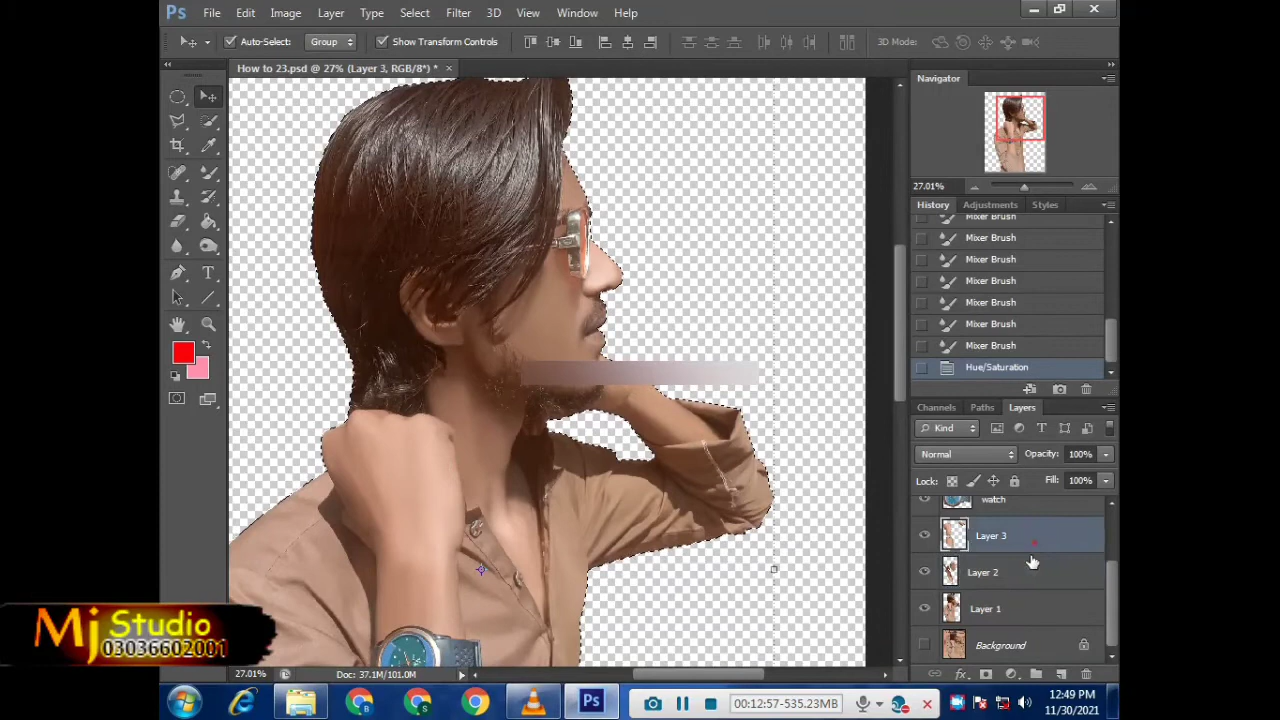 Ps File Edit Image Layer Type Select Filter 3D View Window Help
Auto-Select: Group Show Transform Controls 3D Mode:
How to 23.psd @ 27% (Layer 3, RGB/8*) * ×
Navigator
27.01%
History Adjustments Styles
Mixer Brush
Mixer Brush
Mixer Brush
Mixer Brush
Mixer Brush
Mixer Brush
Mixer Brush
Hue/Saturation
Channels Paths Layers
Kind
Normal Opacity: 100%
Lock: Fill: 100%
watch
Layer 3
Layer 2
Layer 1
Background
Mj Studio
03036602001
27.01% Doc: 37.1M/101.0M
Ps 00:12:57-535.23MB 12:49 PM
11/30/2021